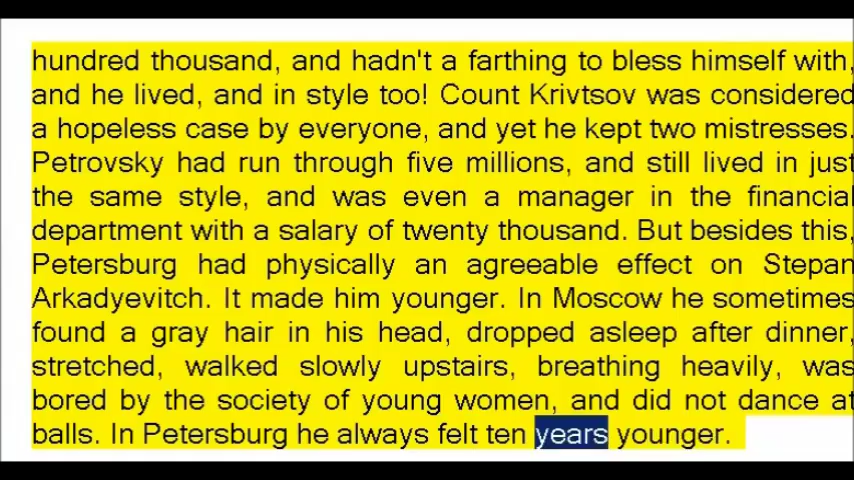 hundred thousand, and hadn't a farthing to bless himself with,
and he lived, and in style too! Count Krivtsov was considered
a hopeless case by everyone, and yet he kept two mistresses.
Petrovsky had run through five millions, and still lived in just
the same style, and was even a manager in the financial
department with a salary of twenty thousand. But besides this,
Petersburg had physically an agreeable effect on Stepan
Arkadyevitch. It made him younger. In Moscow he sometimes
found a gray hair in his head, dropped asleep after dinner,
stretched, walked slowly upstairs, breathing heavily, was
bored by the society of young women, and did not dance at
balls. In Petersburg he always felt ten years younger.